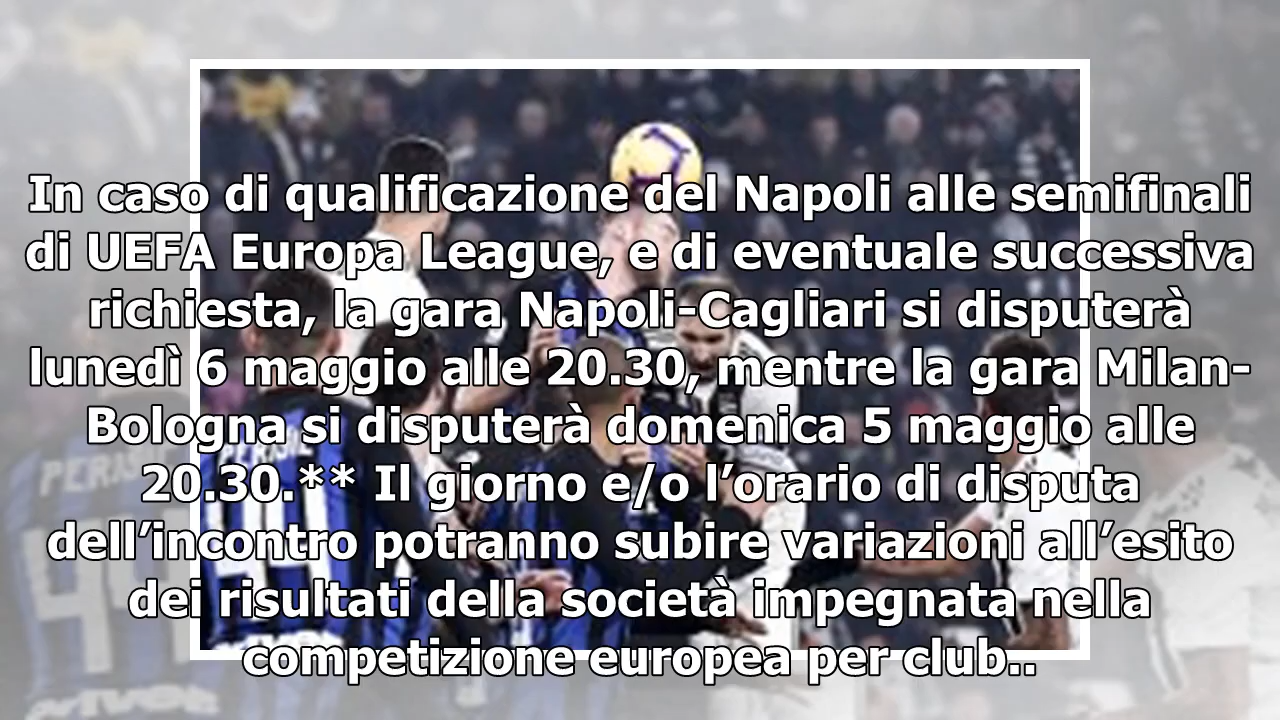 In caso di qualificazione del Napoli alle semifinali
di UEFA Europa League, e di eventuale successiva
richiesta, la gara Napoli-Cagliari si disputerà
lunedì 6 maggio alle 20.30, mentre la gara Milan-
Bologna si disputerà domenica 5 maggio alle
20.30.** Il giorno e/o l’orario di disputa
dell’incontro potranno subire variazioni all’esito
dei risultati della società impegnata nella
competizione europea per club..